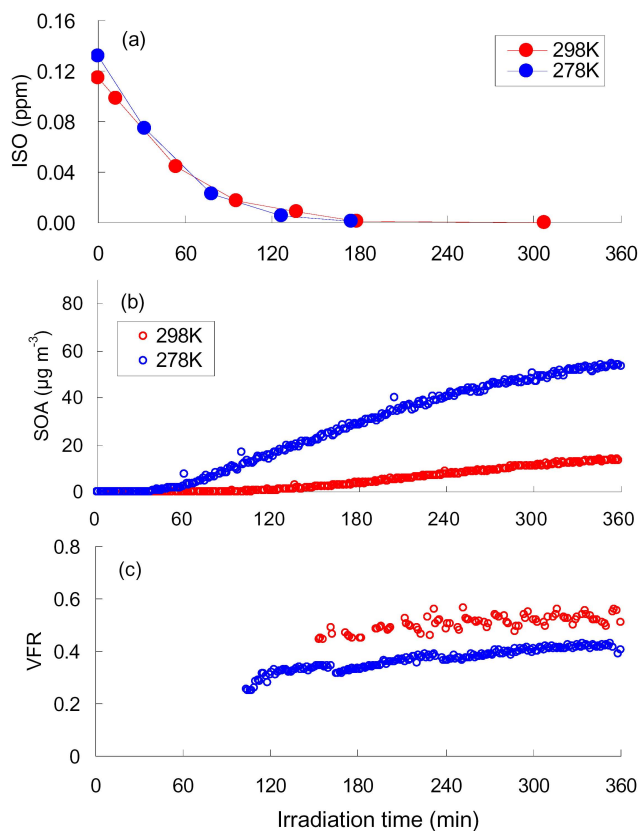 (a)
298K
278K
ISO (ppm)
0.16
0.12
0.08
0.04
0.00
0 60 120 180 240 300 360
(b)
298K
278K
SOA (µg m⁻³)
80
60
40
20
0
0 60 120 180 240 300 360
(c)
VFR
0.8
0.6
0.4
0.2
0
0 60 120 180 240 300 360
Irradiation time (min)